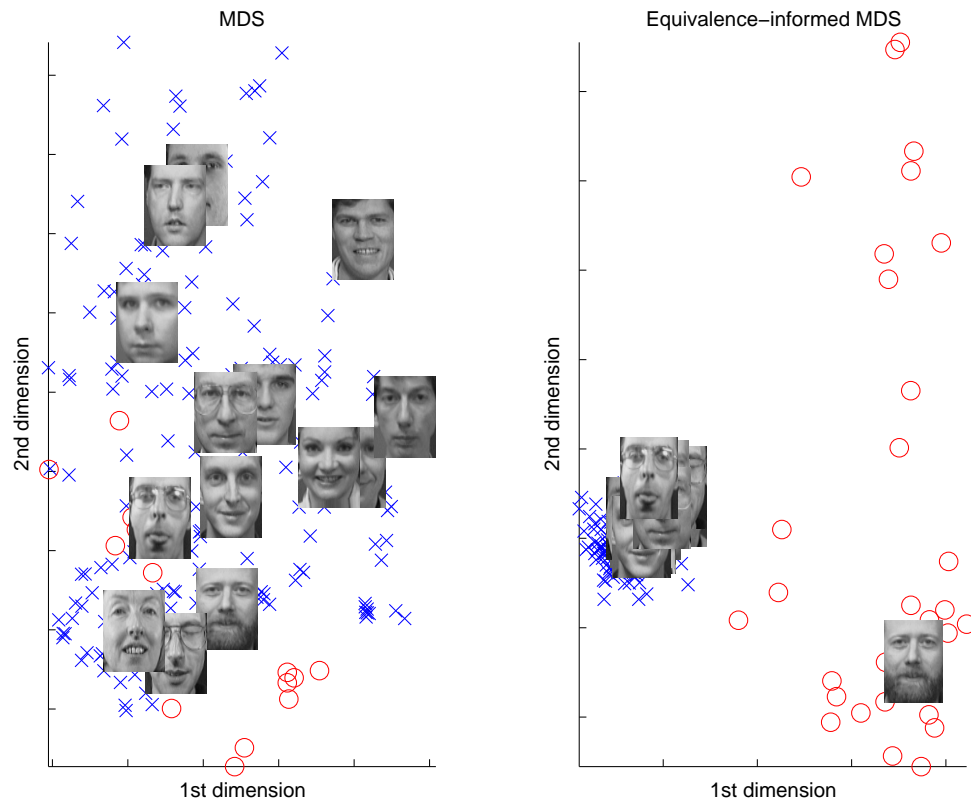 MDS
2nd dimension
1st dimension
Equivalence−informed MDS
2nd dimension
1st dimension